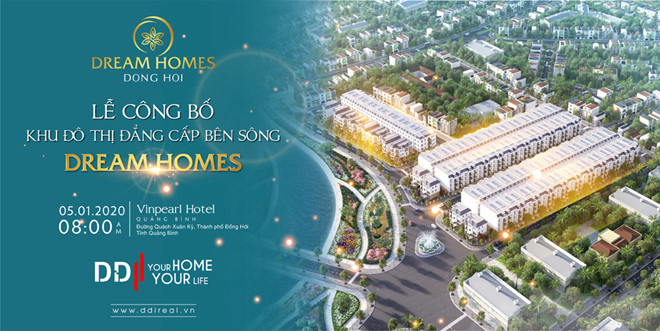 DREAM HOMES
DONG HOI
LỄ CÔNG BỐ
KHU ĐÔ THỊ ĐẲNG CẤP BÊN SÔNG
DREAM HOMES
05.01.2020
08:00 AM
Vinpearl Hotel
QUẢNG BÌNH
Đường Quách Xuân Kỳ, Thành phố Đồng Hới
Tỉnh Quảng Bình
DDI YOUR HOME
YOUR LIFE
www.ddireal.vn